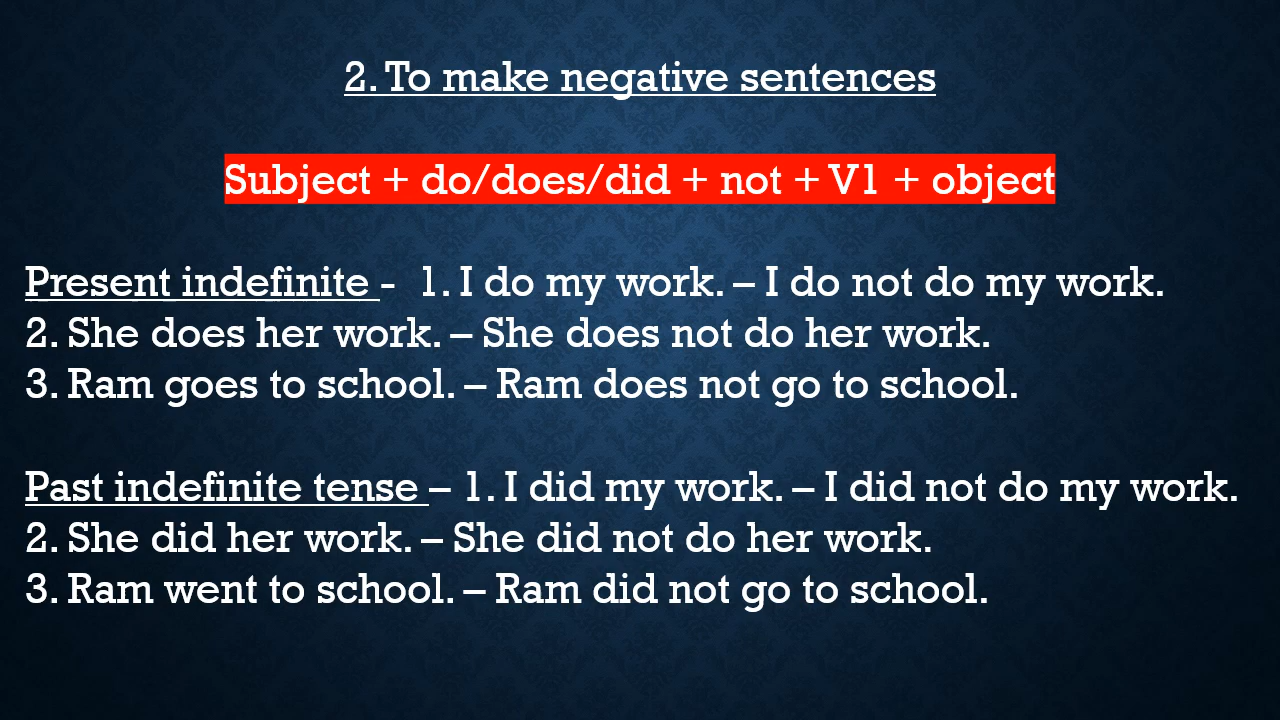 2. To make negative sentences
Subject + do/does/did + not + V1 + object
Present indefinite -  1. I do my work. – I do not do my work.
2. She does her work. – She does not do her work.
3. Ram goes to school. – Ram does not go to school.
Past indefinite tense – 1. I did my work. – I did not do my work.
2. She did her work. – She did not do her work.
3. Ram went to school. – Ram did not go to school.